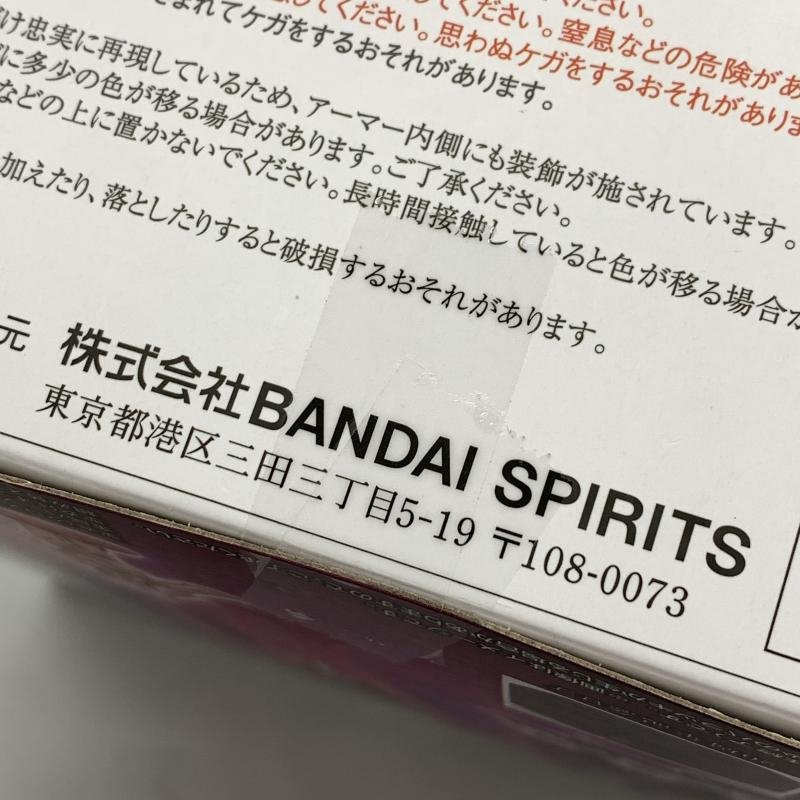 ください。
してください。窒息などの危険があ
してください。思わぬケガをするおそれがありま
まれてケガをするおそれがあります。
け忠実に再現しているため、アーマー内側にも装飾が施されています。
に多少の色が移る場合があります。ご了承ください。
などの上に置かないでください。長時間接触していると色が移る場合が
加えたり、落としたりすると破損するおそれがあります。
元 株式会社BANDAI SPIRITS
東京都港区三田三丁目5-19 〒108-0073